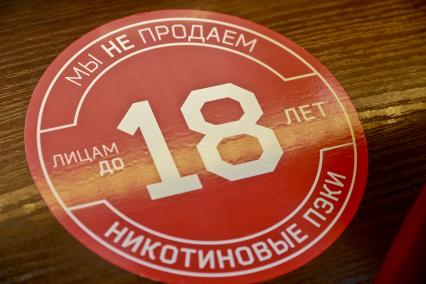 МЫ НЕ ПРОДАЕМ
ЛИЦАМ ДО 18 ЛЕТ
НИКОТИНОВЫЕ ПЭКИ